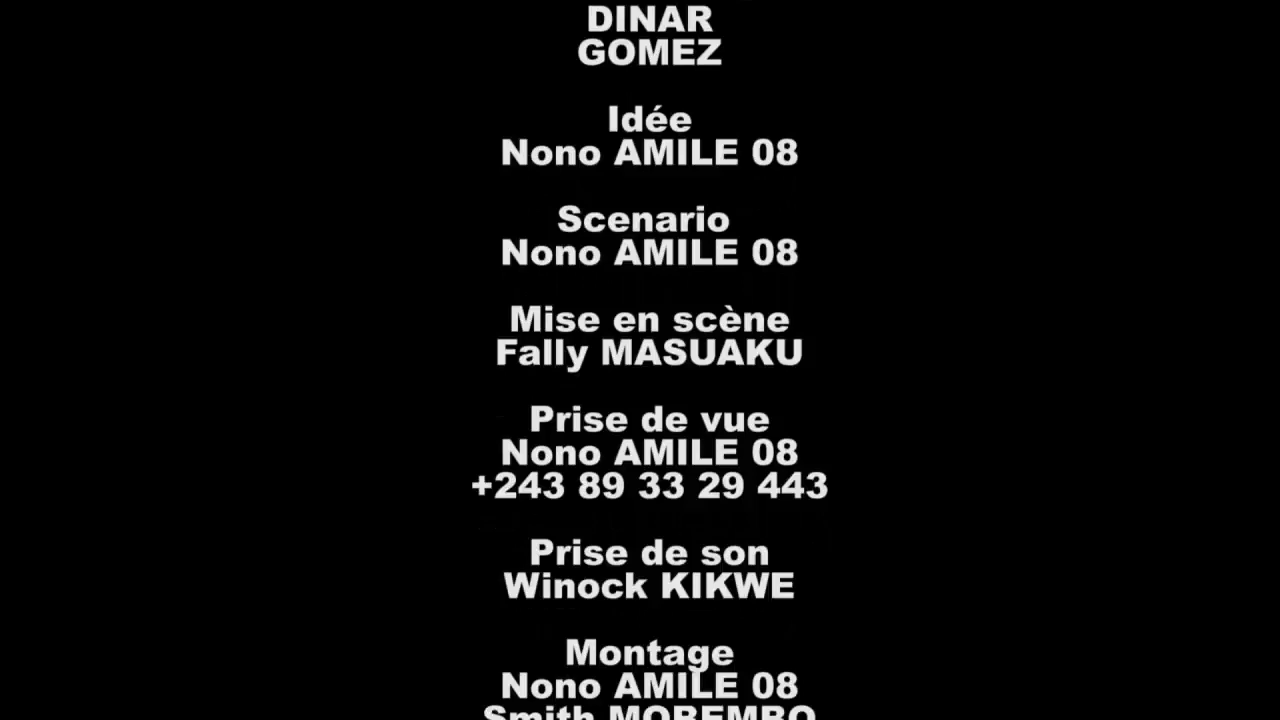 DINAR
GOMEZ
Idée
Nono AMILE 08
Scenario
Nono AMILE 08
Mise en scène
Fally MASUAKU
Prise de vue
Nono AMILE 08
+243 89 33 29 443
Prise de son
Winock KIKWE
Montage
Nono AMILE 08
Smith